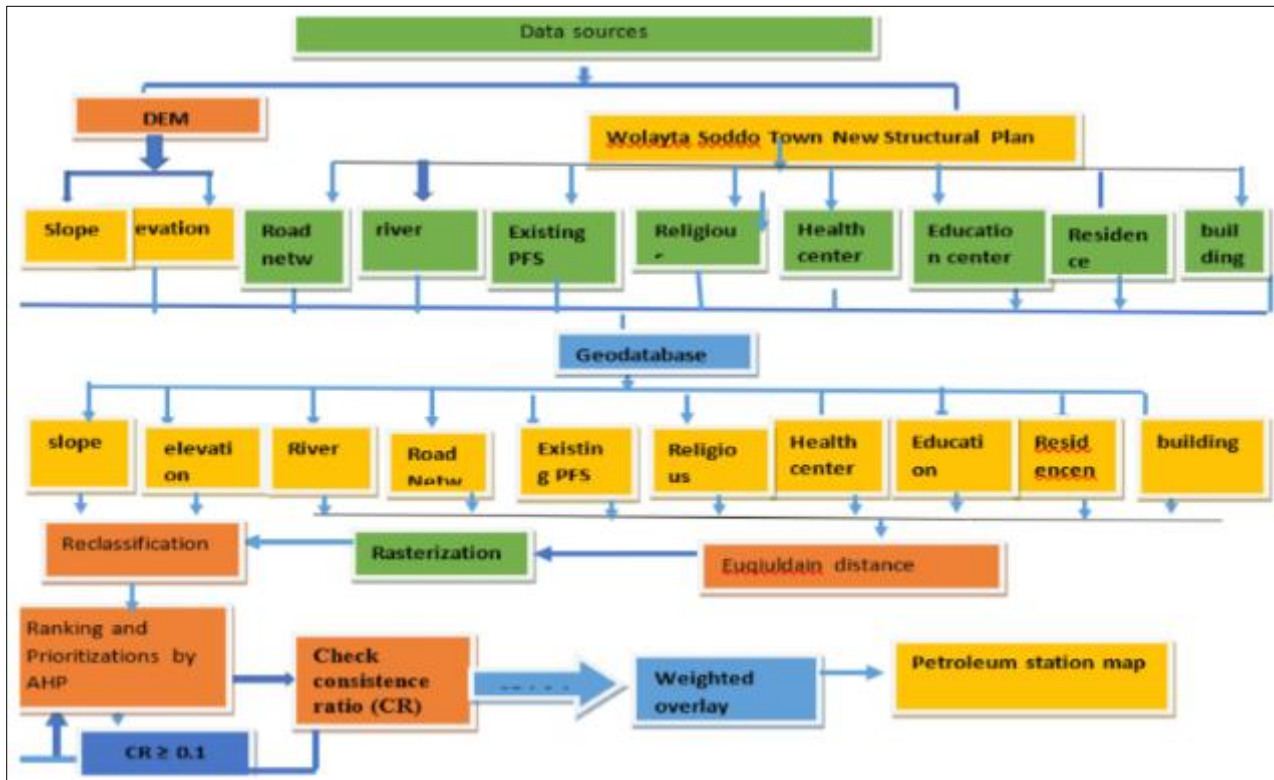 Data sources
DEM
Wolayta Soddo Town New Structural Plan
Slope
evation
Road
netw
river
Existing
PFS
Religiou
Health
center
Educatio
n center
Residen
ce
buil
ding
Geodatabase
slope
elevati
on
River
Road
Netw
Existin
g PFS
Religio
us
Health
center
Educati
on
Resid
encen
building
Reclassification
Rasterization
Euqiuldain distance
Ranking and
Prioritizations by
AHP
Check
consistence
ratio (CR)
Weighted
overlay
Petroleum station map
CR ≥ 0.1